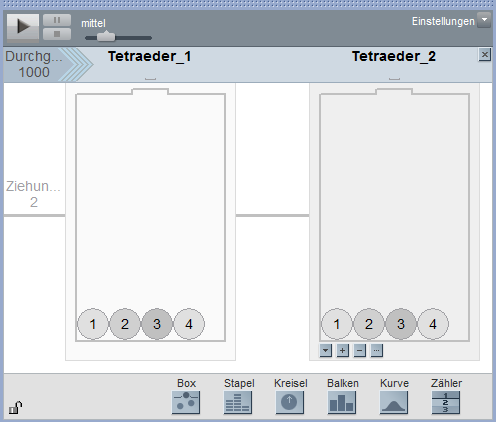 mittel
Einstellungen
Durchg...
1000
Tetraeder_1
Tetraeder_2
Ziehun...
2
1 2 3 4
1 2 3 4
Box Stapel Kreisel Balken Kurve Zähler
1
2
3